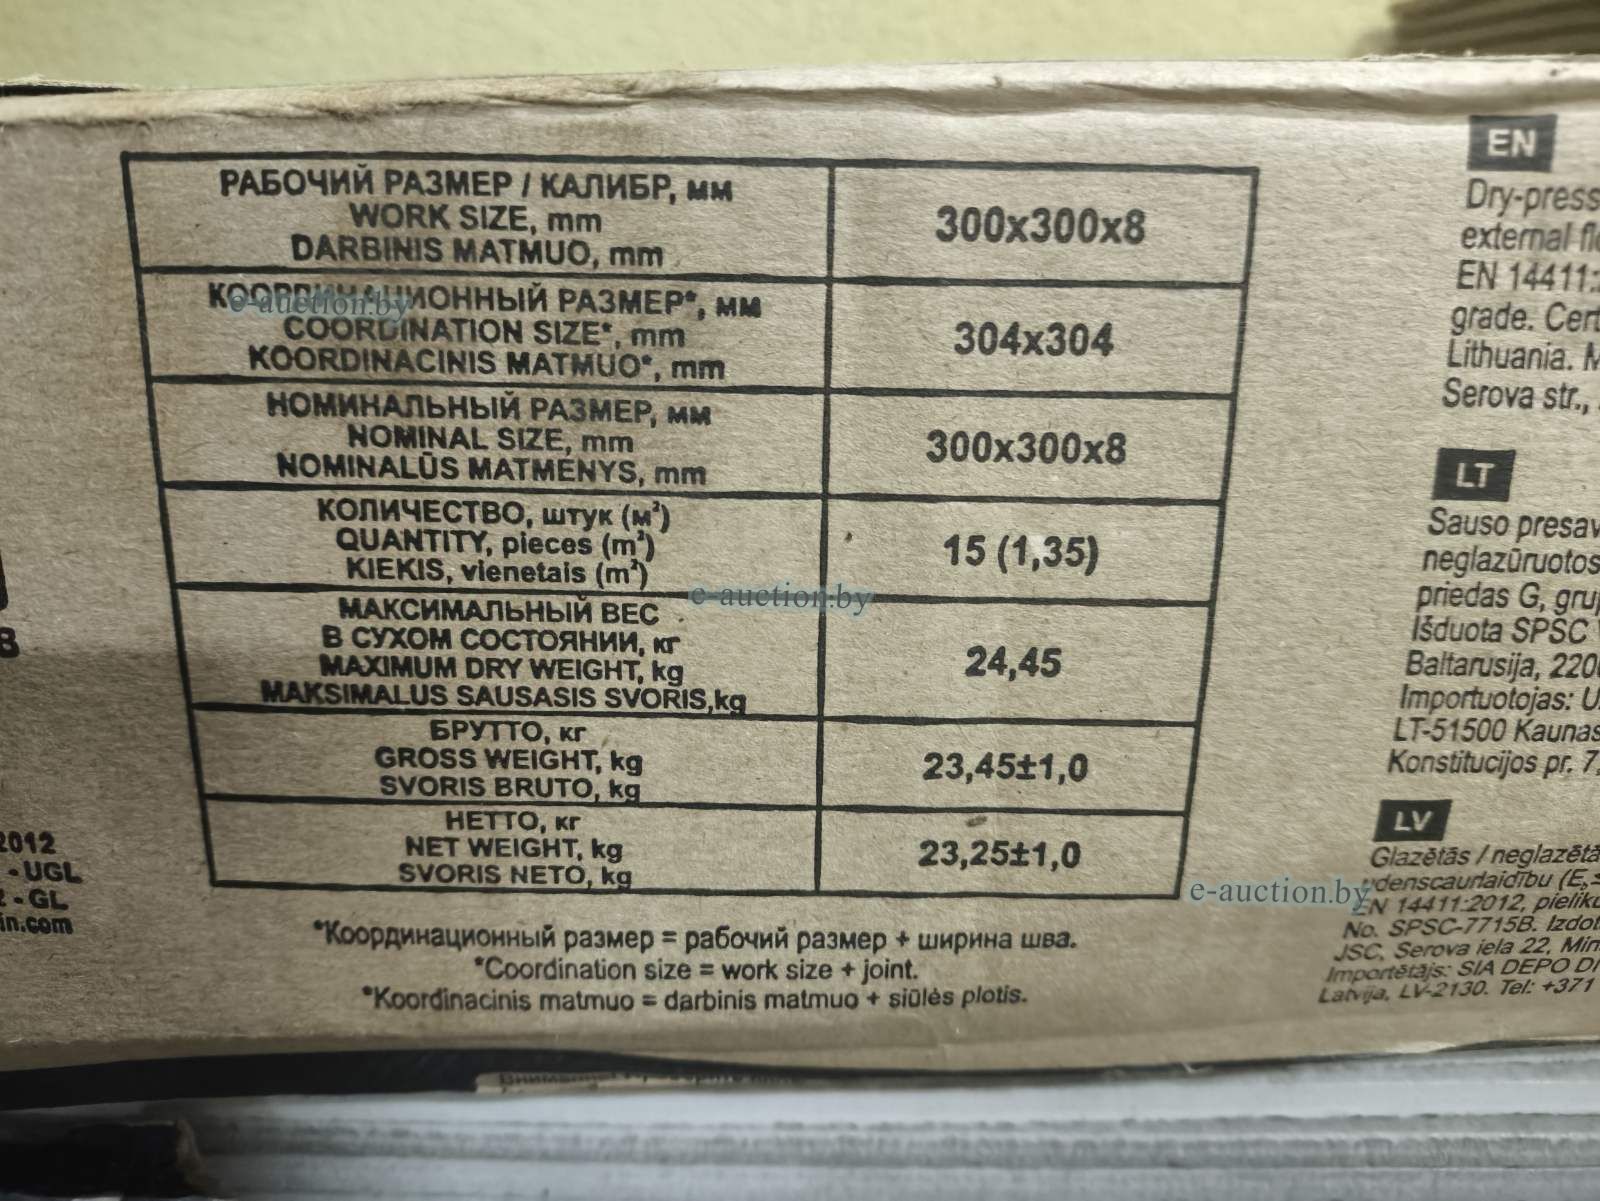 РАБОЧИЙ РАЗМЕР / КАЛИБР, мм
WORK SIZE, mm
DARBINIS MATMUO, mm
300x300x8
КООРДИНАЦИОННЫЙ РАЗМЕР*, мм
COORDINATION SIZE*, mm
KOORDINACINIS MATMUO*, mm
304x304
НОМИНАЛЬНЫЙ РАЗМЕР, мм
NOMINAL SIZE, mm
NOMINALŪS MATMENYS, mm
300x300x8
КОЛИЧЕСТВО, штук (м²)
QUANTITY, pieces (m²)
KIEKIS, vienetais (m²)
15 (1,35)
МАКСИМАЛЬНЫЙ ВЕС
В СУХОМ СОСТОЯНИИ, кг
MAXIMUM DRY WEIGHT, kg
MAKSIMALUS SAUSASIS SVORIS,kg
24,45
БРУТТО, кг
GROSS WEIGHT, kg
SVORIS BRUTO, kg
23,45±1,0
НЕТТО, кг
NET WEIGHT, kg
SVORIS NETO, kg
23,25±1,0
*Координационный размер = рабочий размер + ширина шва.
*Coordination size = work size + joint.
*Koordinacinis matmuo = darbinis matmuo + siūlės plotis.
EN
Dry-press
external
EN 14411:
grade. Cert
Lithuania.
Serova str.,
LT
Sauso presav
neglazūruotos
priedas G,
Išduota SPSC
Baltarusija, 220
Importuotojas:
LT-51500 Kaunas
Konstitucijos pr. 7,
LV
Glazētās / neglazētā
ūdenscaurlaidību
EN 14411:2012,
No. SPSC-7715B. Izdot
JSC, Serova iela 22, Min
Importētājs: SIA DEPO DI
Latvija, LV-2130. Tel: +371
2012
- UGL
- GL
in.com
e-auction.by
e-auction.by
e-auction.by